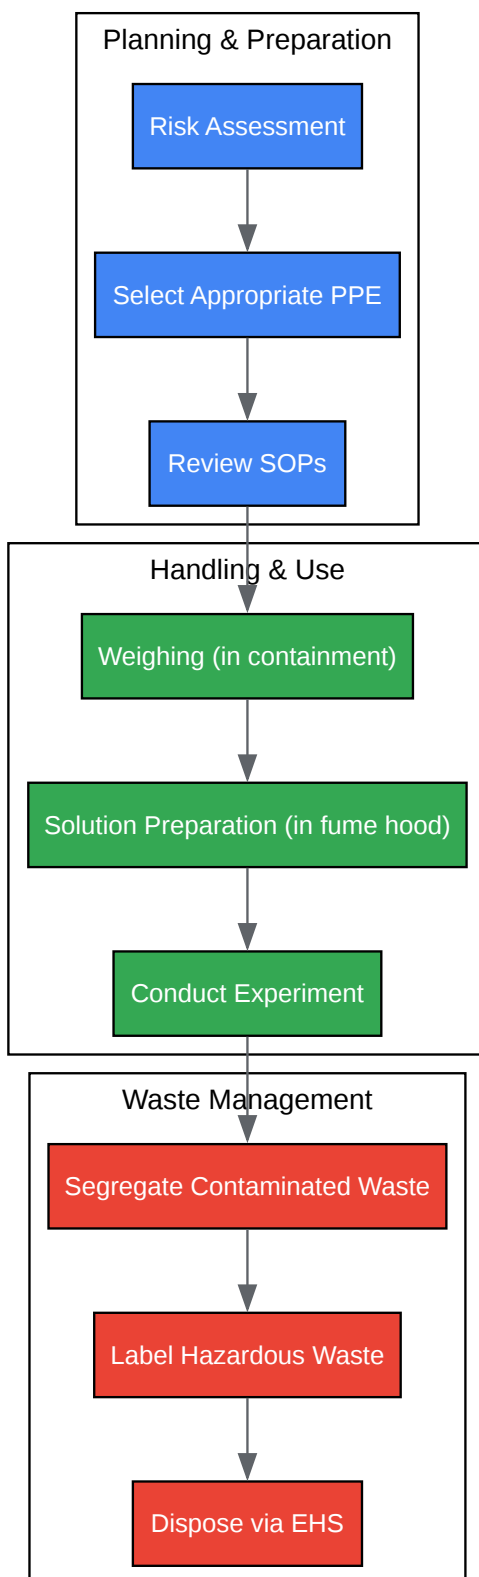 Planning & Preparation
Risk Assessment
Select Appropriate PPE
Review SOPs
Handling & Use
Weighing (in containment)
Solution Preparation (in fume hood)
Conduct Experiment
Waste Management
Segregate Contaminated Waste
Label Hazardous Waste
Dispose via EHS